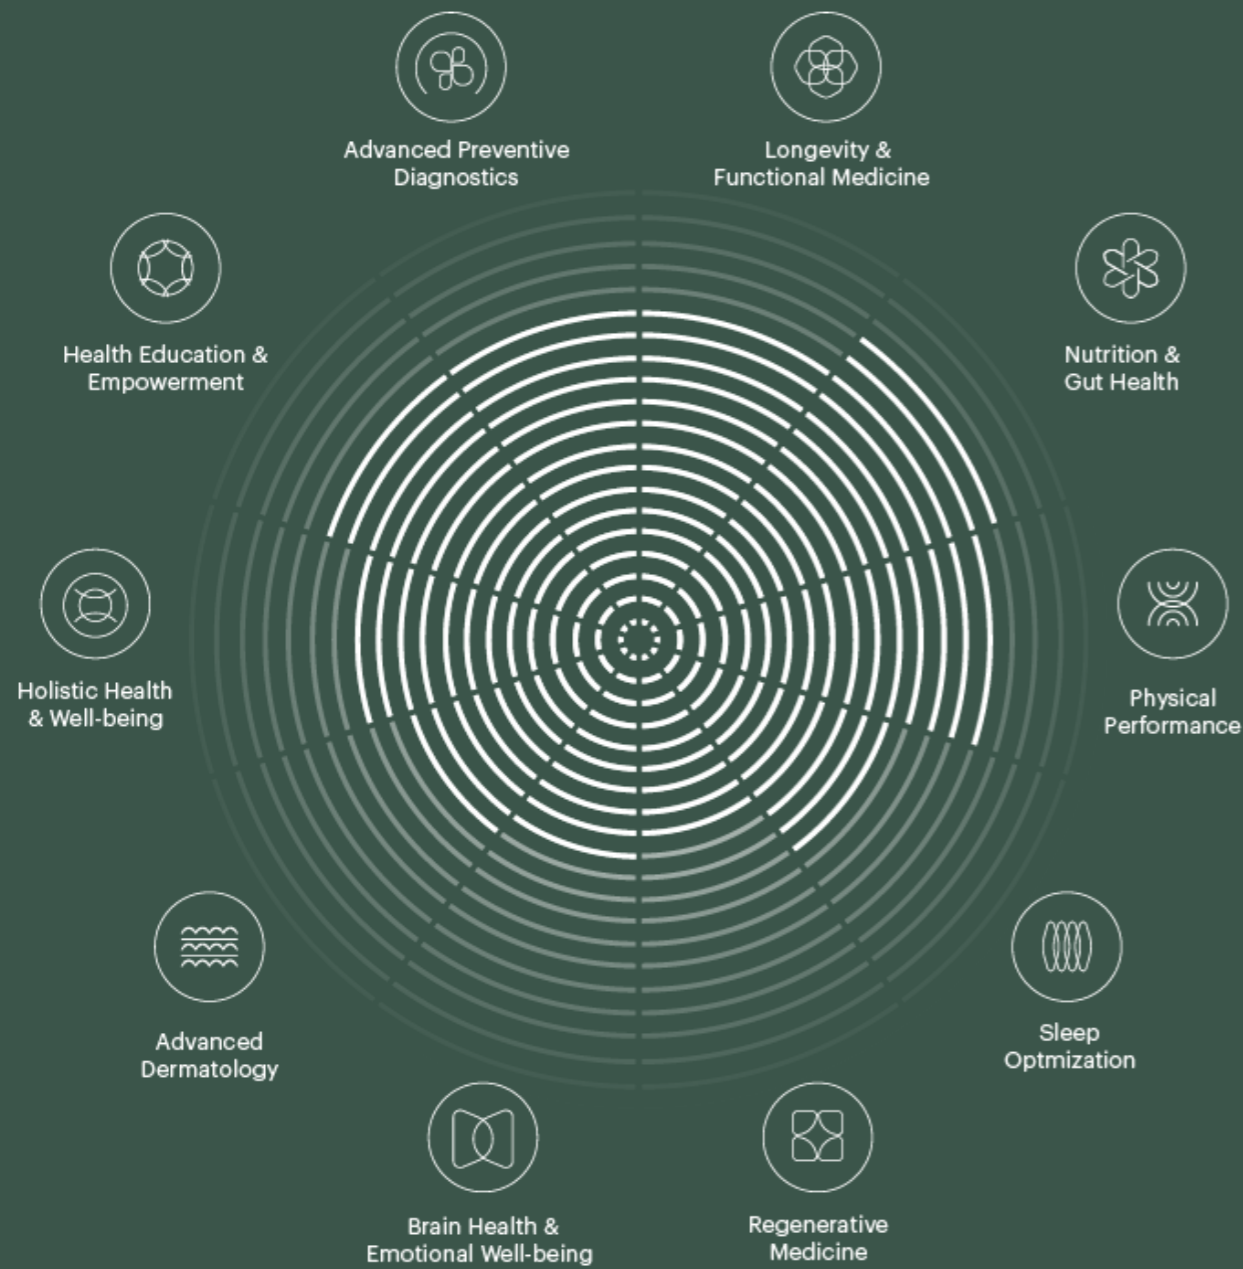 Advanced Preventive
Diagnostics
Longevity &
Functional Medicine
Health Education &
Empowerment
Nutrition &
Gut Health
Holistic Health
& Well-being
Physical
Performance
Advanced
Dermatology
Sleep
Optmization
Brain Health &
Emotional Well-being
Regenerative
Medicine